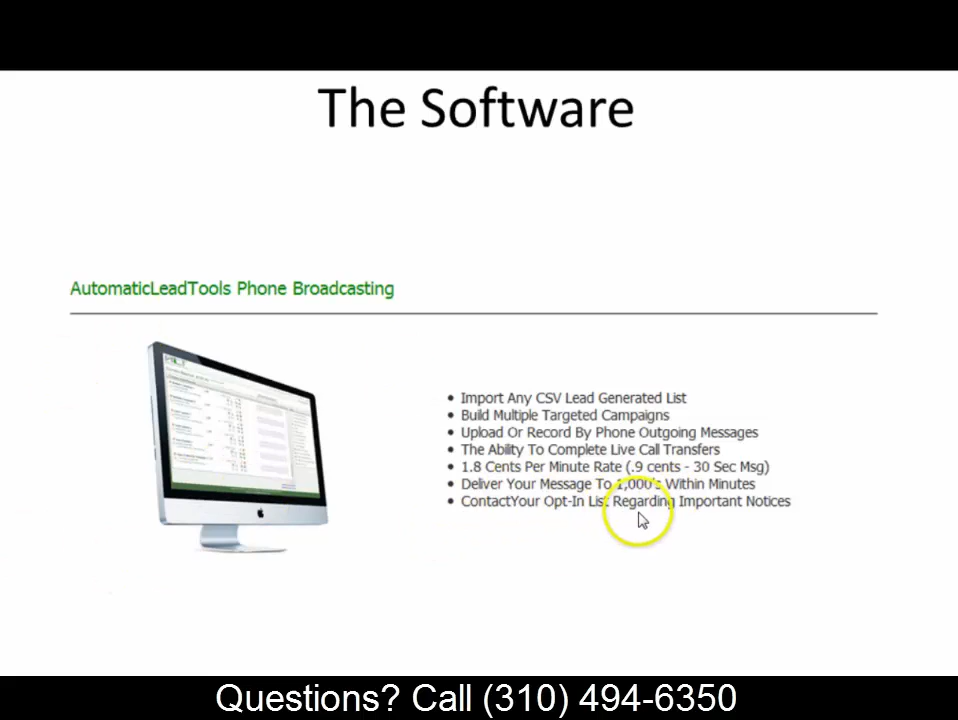 The Software
AutomaticLeadTools Phone Broadcasting
Import Any CSV Lead Generated List
Build Multiple Targeted Campaigns
Upload Or Record By Phone Outgoing Messages
The Ability To Complete Live Call Transfers
1.8 Cents Per Minute Rate (.9 cents - 30 Sec Msg)
Deliver Your Message To 1,000's Within Minutes
ContactYour Opt-In List Regarding Important Notices
Questions? Call (310) 494-6350